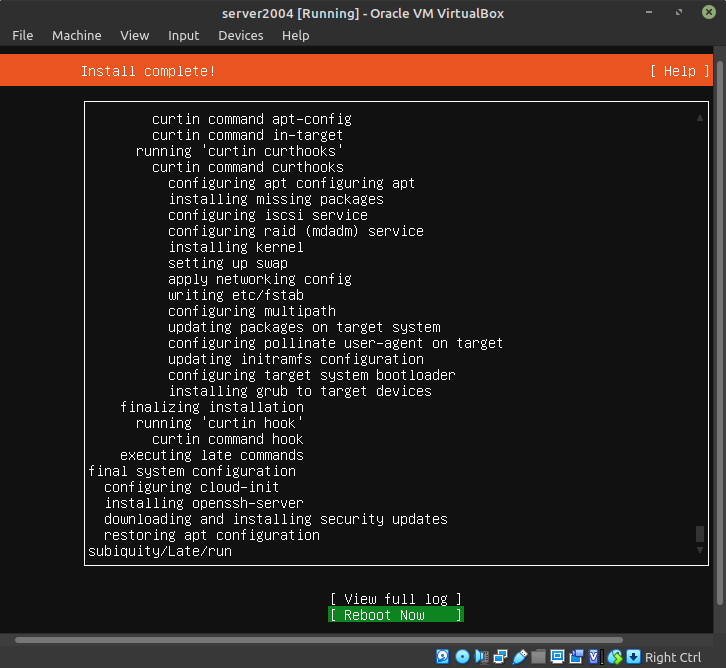 server2004 [Running] - Oracle VM VirtualBox
File Machine View Input Devices Help
Install complete! [ Help ]
curtin command apt-config
curtin command in-target
running 'curtin curthooks'
curtin command curthooks
configuring apt configuring apt
installing missing packages
configuring iscsi service
configuring raid (mdadm) service
installing kernel
setting up swap
apply networking config
writing etc/fstab
configuring multipath
updating packages on target system
configuring pollinate user-agent on target
updating initramfs configuration
configuring target system bootloader
installing grub to target devices
finalizing installation
running 'curtin hook'
curtin command hook
executing late commands
final system configuration
configuring cloud-init
installing openssh-server
downloading and installing security updates
restoring apt configuration
subiquity/Late/run
[ View full log ]
[ Reboot Now ]
Right Ctrl